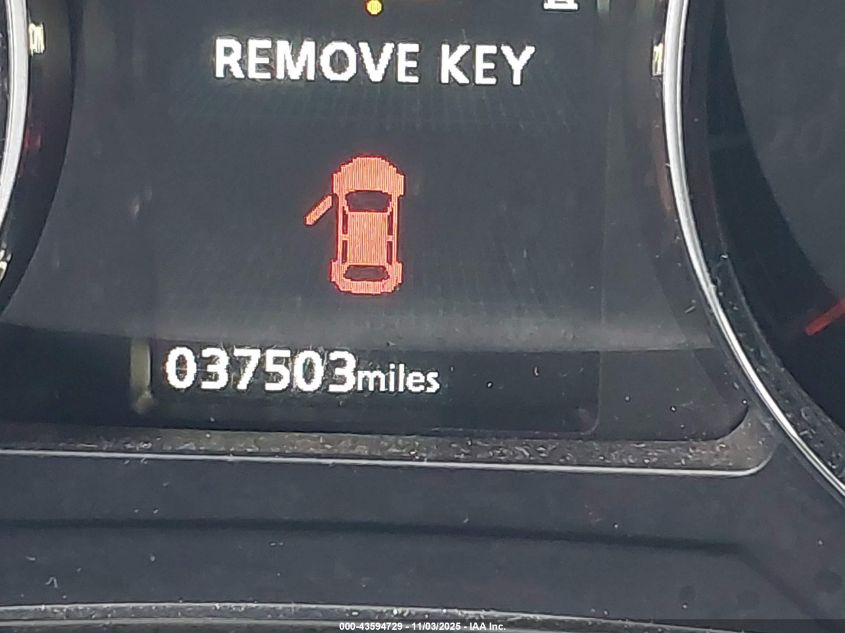 REMOVE KEY
037503miles
000-43594729 - 11/03/2025 - IAA Inc.